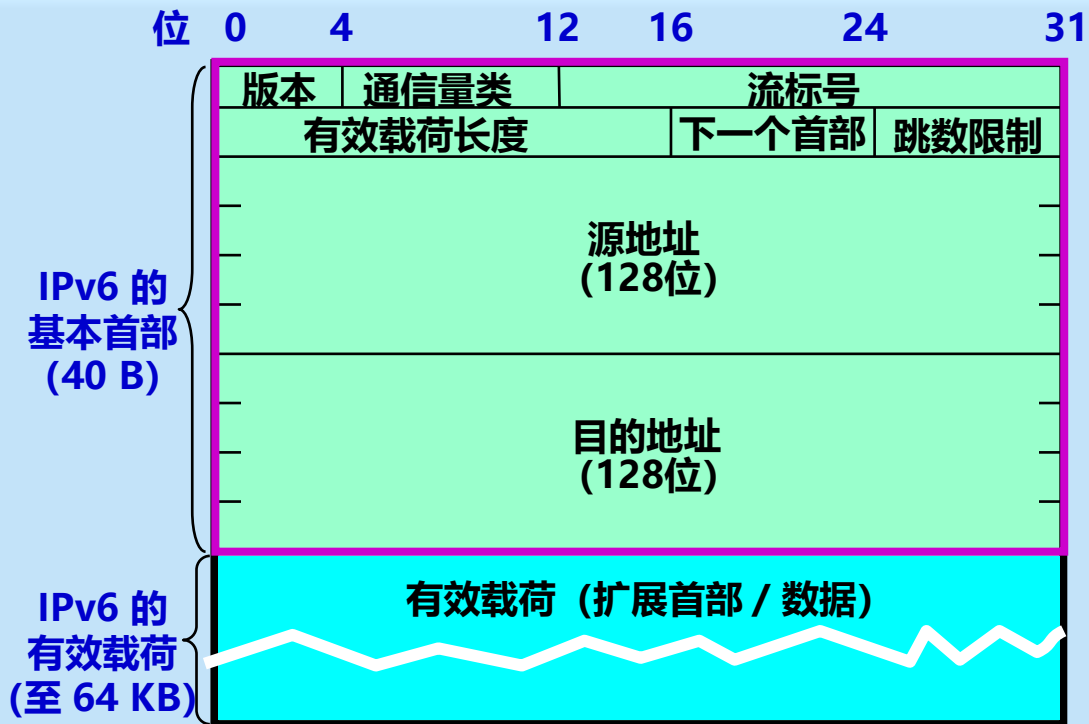 位 0 4 12 16 24 31
版本 通信量类 流标号
有效载荷长度 下一个首部 跳数限制
源地址
(128位)
IPv6 的
基本首部
(40 B)
目的地址
(128位)
有效载荷（扩展首部 / 数据）
IPv6 的
有效载荷
(至 64 KB)